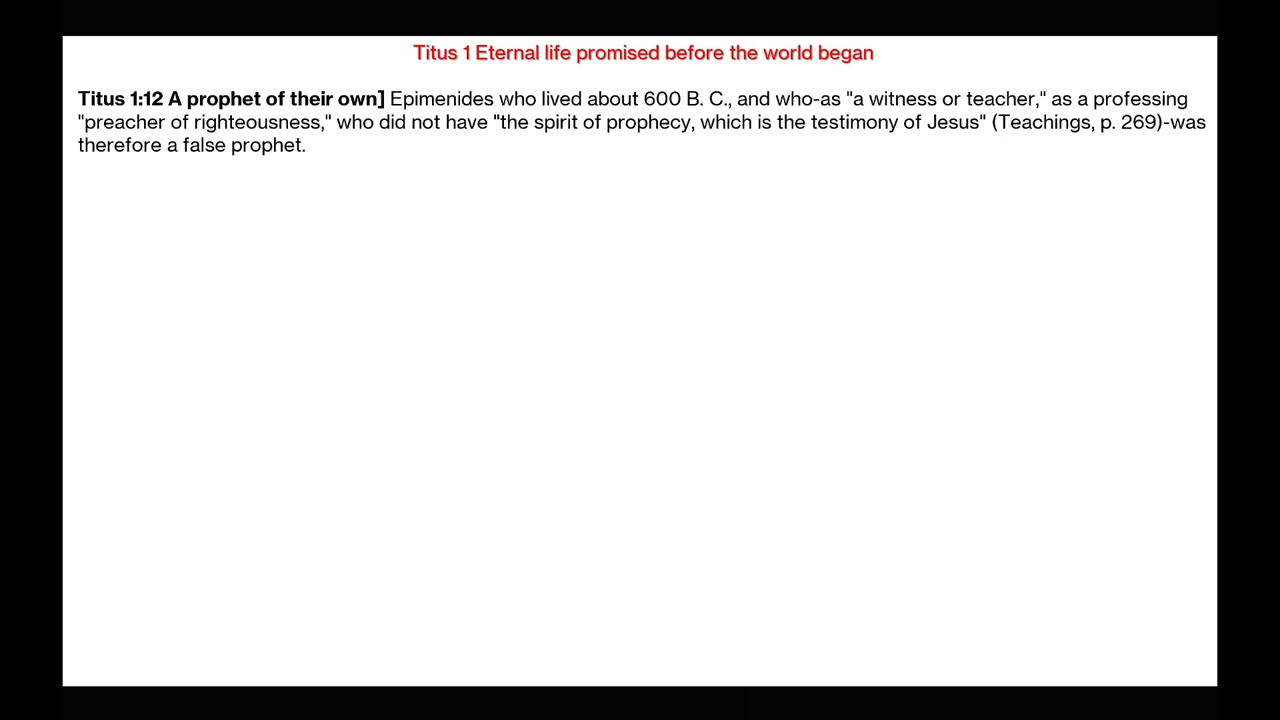 Titus 1 Eternal life promised before the world began
Titus 1:12 A prophet of their own] Epimenides who lived about 600 B. C., and who-as "a witness or teacher," as a professing
"preacher of righteousness," who did not have "the spirit of prophecy, which is the testimony of Jesus" (Teachings, p. 269)-was
therefore a false prophet.